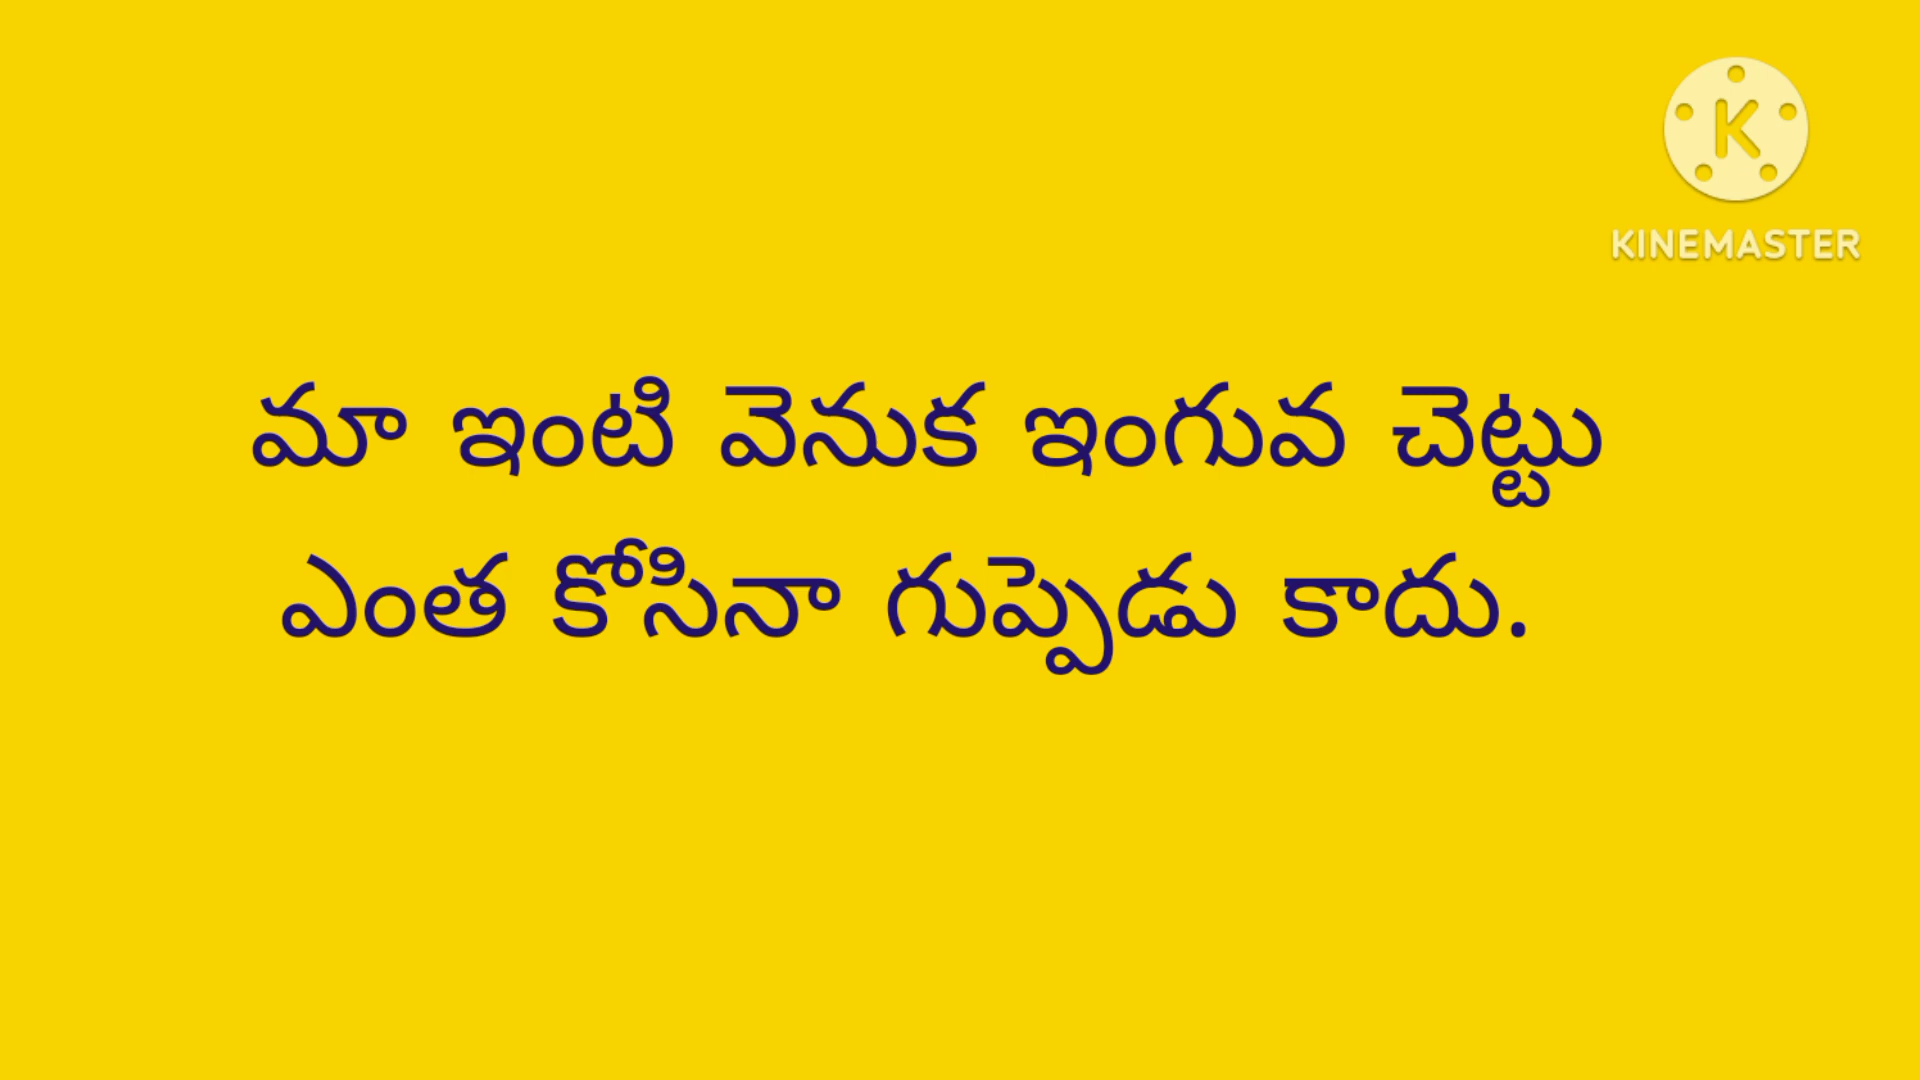 KINEMASTER
మా ఇంటి వెనుక ఇంగువ చెట్టు
ఎంత కోసినా గుప్పెడు కాదు.